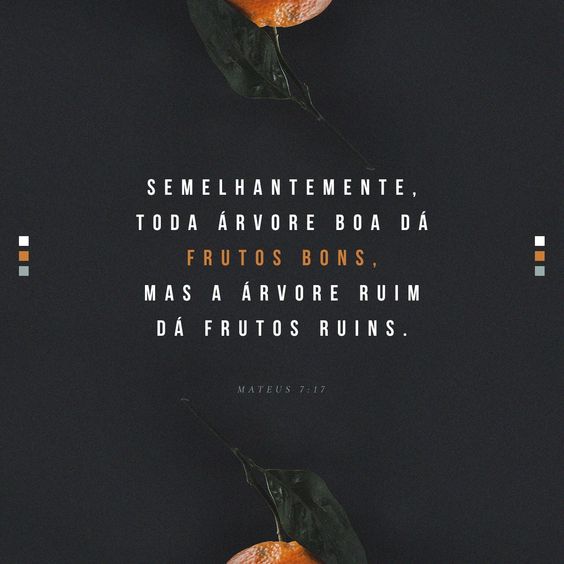 SEMELHANTEMENTE,
TODA ÁRVORE BOA DÁ
FRUTOS BONS,
MAS A ÁRVORE RUIM
DÁ FRUTOS RUINS.
MATEUS 7:17